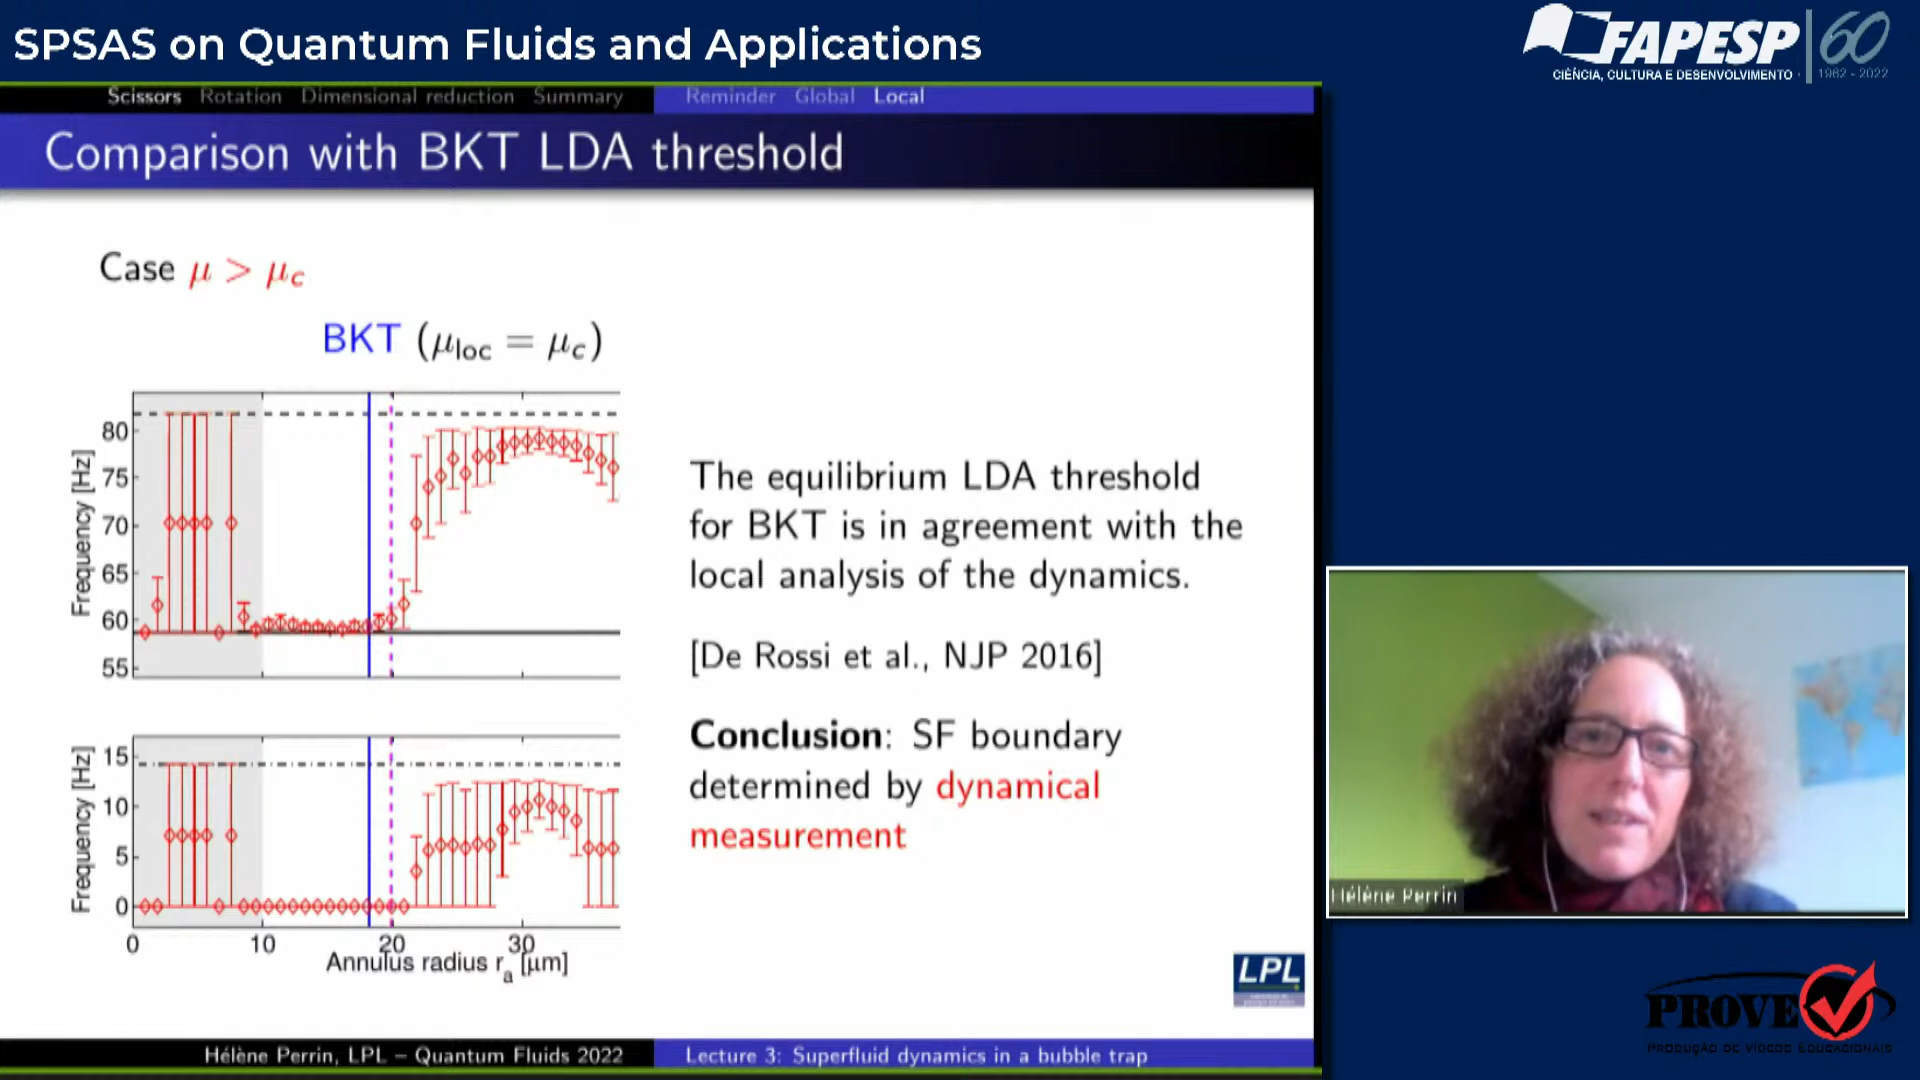 SPSAS on Quantum Fluids and Applications
FAPESP 60
CIÊNCIA, CULTURA E DESENVOLVIMENTO
1962 - 2022
Scissors Rotation Dimensional reduction Summary
Reminder Global Local
Comparison with BKT LDA threshold
Case μ > μc
BKT (μloc = μc)
Frequency [Hz]
80
75
70
65
60
55
The equilibrium LDA threshold
for BKT is in agreement with the
local analysis of the dynamics.
[De Rossi et al., NJP 2016]
Conclusion: SF boundary
determined by dynamical
measurement
Frequency [Hz]
15
10
5
0
0 10 20 30
Annulus radius ra [μm]
LPL
Hélène Perrin, LPL – Quantum Fluids 2022
Lecture 3: Superfluid dynamics in a bubble trap
Hélène Perrin
PROVE
PRODUÇÃO DE VÍDEOS EDUCACIONAIS